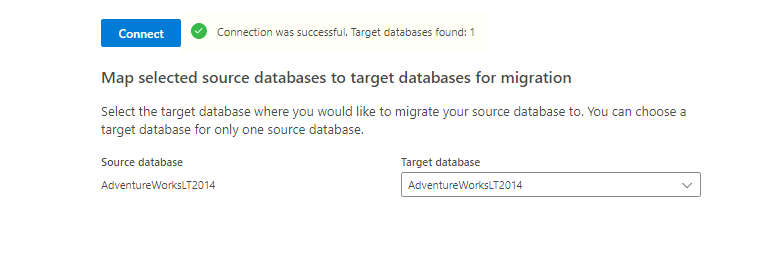 Connect
Connection was successful. Target databases found: 1
Map selected source databases to target databases for migration
Select the target database where you would like to migrate your source database to. You can choose a
target database for only one source database.
Source database
Target database
AdventureWorksLT2014
AdventureWorksLT2014